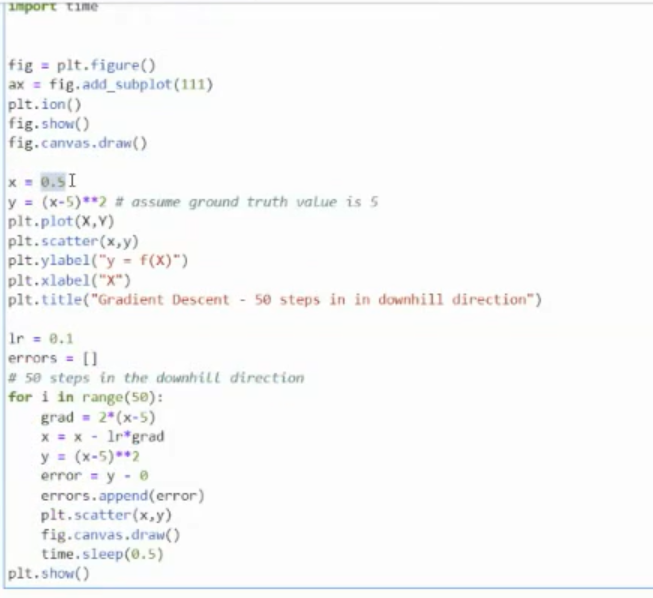 import time
fig = plt.figure()
ax = fig.add_subplot(111)
plt.ion()
fig.show()
fig.canvas.draw()
x = 0.5
y = (x-5)**2 # assume ground truth value is 5
plt.plot(X,Y)
plt.scatter(x,y)
plt.ylabel("y = f(X)")
plt.xlabel("X")
plt.title("Gradient Descent - 50 steps in in downhill direction")
lr = 0.1
errors = []
# 50 steps in the downhill direction
for i in range(50):
    grad = 2*(x-5)
    x = x - lr*grad
    y = (x-5)**2
    error = y - 0
    errors.append(error)
    plt.scatter(x,y)
    fig.canvas.draw()
    time.sleep(0.5)
plt.show()